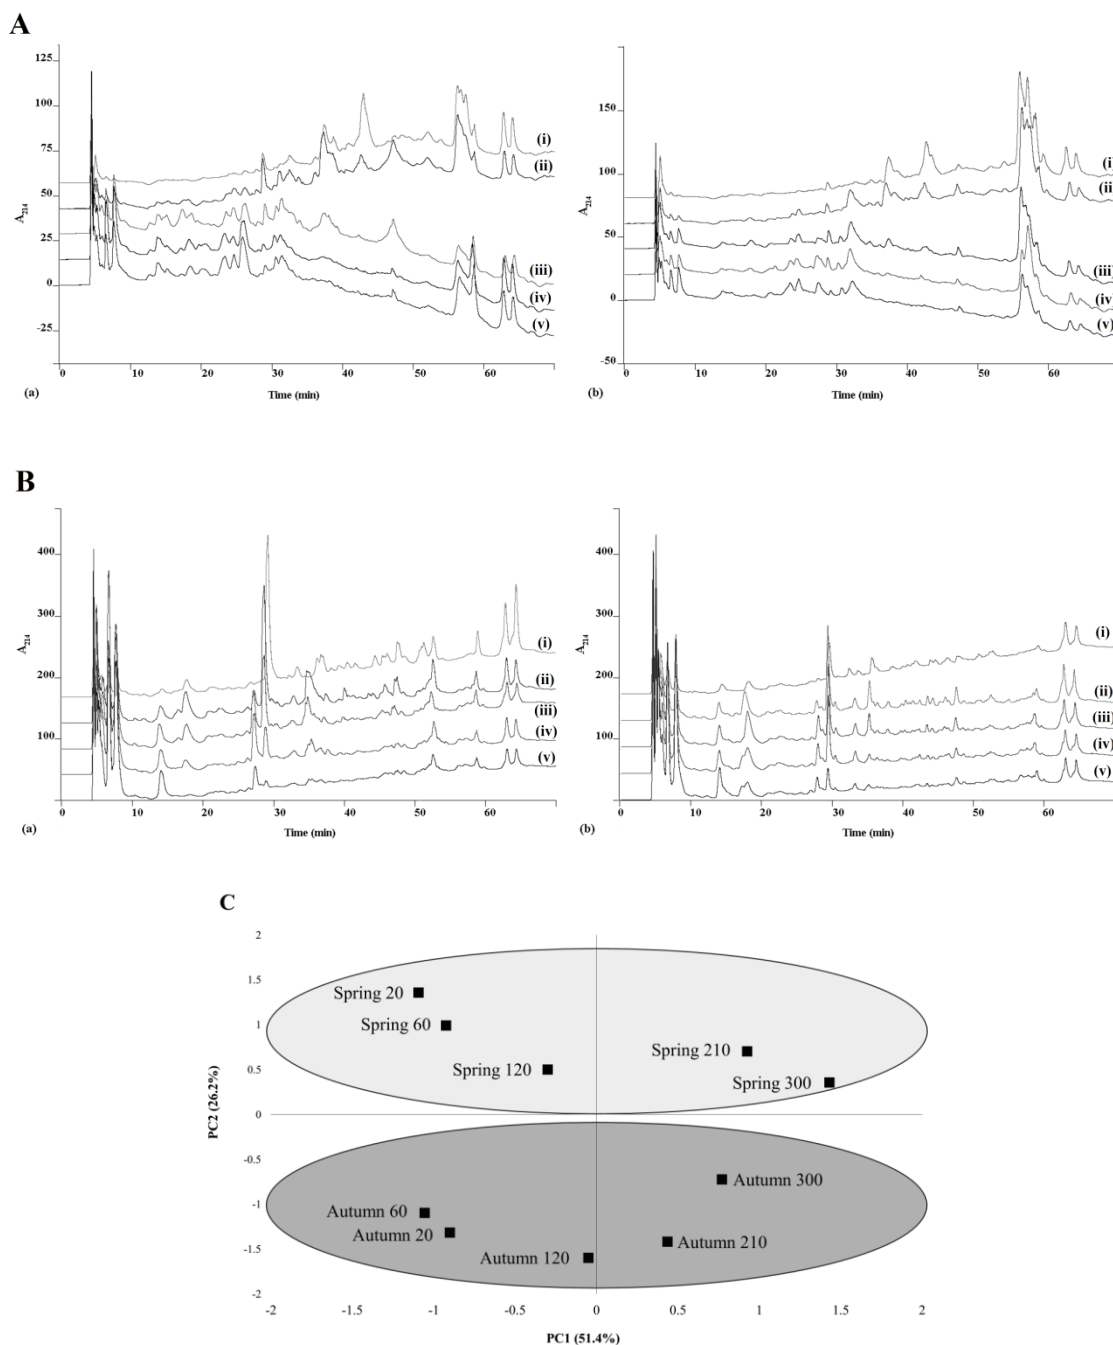 A
125
100
75
50
25
0
-25
A214
(i)
(ii)
(iii)
(iv)
(v)
0 10 20 30 40 50 60
(a)
Time (min)
150
100
50
0
-50
A214
(i)
(ii)
(iii)
(iv)
(v)
0 10 20 30 40 50 60
(b)
Time (min)
B
400
300
200
100
A214
(i)
(ii)
(iii)
(iv)
(v)
0 10 20 30 40 50 60
(a)
Time (min)
400
300
200
100
A214
(i)
(ii)
(iii)
(iv)
(v)
0 10 20 30 40 50 60
(b)
Time (min)
C
2
1.5
1
0.5
0
-0.5
-1
-1.5
-2
PC2 (26.2%)
Spring 20
Spring 60
Spring 120
Spring 210
Spring 300
Autumn 300
Autumn 60
Autumn 20
Autumn 120
Autumn 210
-2 -1.5 -1 -0.5 0 0.5 1 1.5 2
PC1 (51.4%)